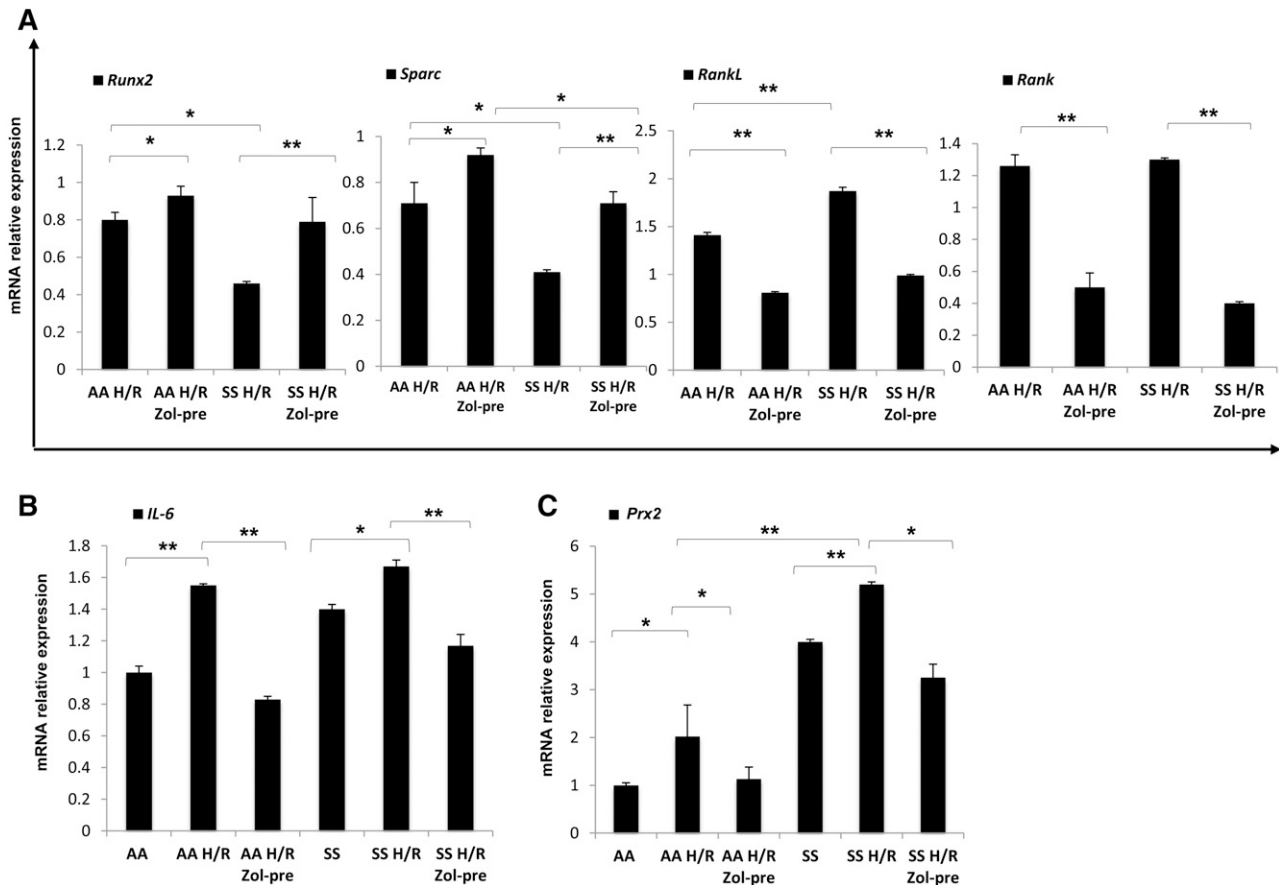 A
■ Runx2
■ Sparc
■ RankL
■ Rank
mRNA relative expression
* * **
1.2
1
0.8
0.6
0.4
0.2
0
AA H/R
AA H/R Zol-pre
SS H/R
SS H/R Zol-pre
* * * **
1
0.8
0.6
0.4
0.2
0
AA H/R
AA H/R Zol-pre
SS H/R
SS H/R Zol-pre
** ** **
2.5
2
1.5
1
0.5
0
AA H/R
AA H/R Zol-pre
SS H/R
SS H/R Zol-pre
** **
1.4
1.2
1
0.8
0.6
0.4
0.2
0
AA H/R
AA H/R Zol-pre
SS H/R
SS H/R Zol-pre
B
■ IL-6
** ** * **
mRNA relative expression
1.8
1.6
1.4
1.2
1
0.8
0.6
0.4
0.2
0
AA
AA H/R
AA H/R Zol-pre
SS
SS H/R
SS H/R Zol-pre
C
■ Prx2
* * ** ** *
mRNA relative expression
6
5
4
3
2
1
0
AA
AA H/R
AA H/R Zol-pre
SS
SS H/R
SS H/R Zol-pre